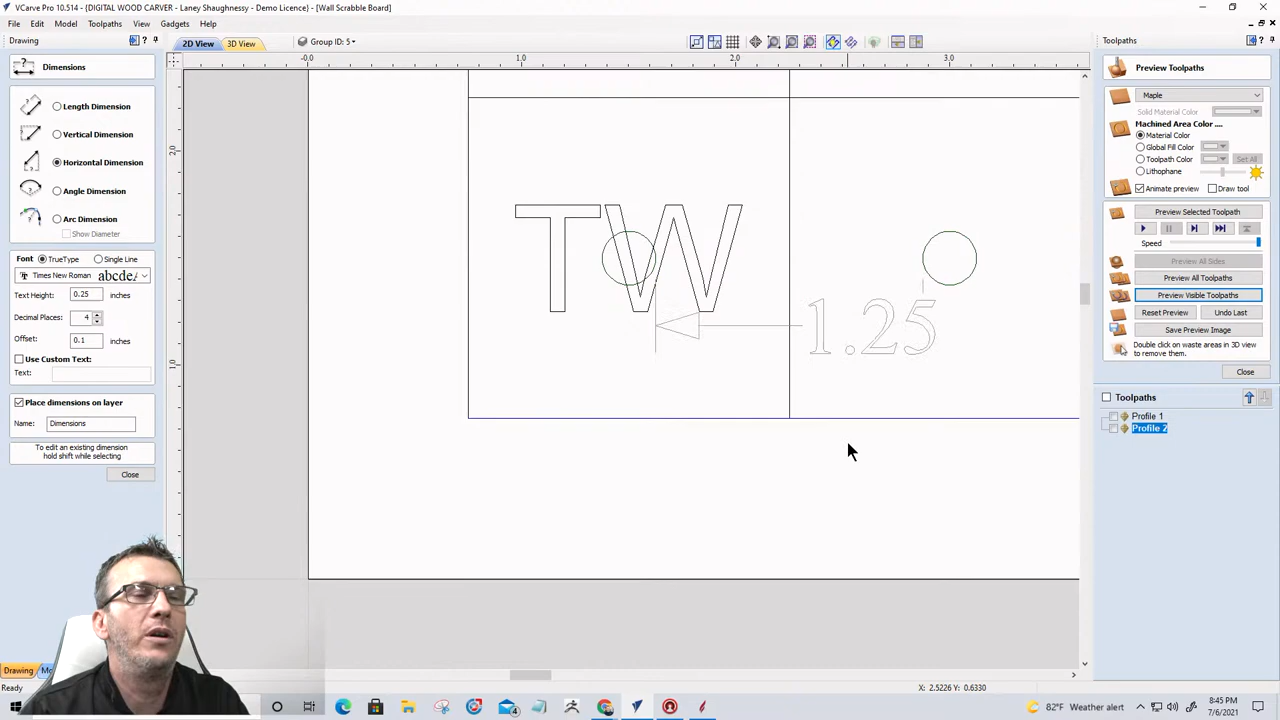 VCarve Pro 10.514 - {DIGITAL WOOD CARVER - Laney Shaughnessy - Demo Licence} - [Wall Scrabble Board]
File Edit Model Toolpaths View Gadgets Help
Drawing
2D View 3D View Group ID: 5
Toolpaths
Dimensions
Length Dimension
Vertical Dimension
Horizontal Dimension
Angle Dimension
Arc Dimension
Show Diameter
Font TrueType Single Line
Times New Roman abcdeA
Text Height: 0.25 inches
Decimal Places: 4
Offset: 0.1 inches
Use Custom Text:
Text:
Place dimensions on layer
Name: Dimensions
To edit an existing dimension
hold shift while selecting
Close
-0.0 1.0 2.0 3.0
2.0
1.0
TW
1.25
Preview Toolpaths
Maple
Solid Material Color
Machined Area Color ....
Material Color
Global Fill Color
Toolpath Color Set All
Lithophane
Animate preview Draw tool
Preview Selected Toolpath
Speed
Preview All Sides
Preview All Toolpaths
Preview Visible Toolpaths
Reset Preview Undo Last
Save Preview Image
Double click on waste areas in 3D view
to remove them.
Close
Toolpaths
Profile 1
Profile 2
Drawing
Ready
X: 2.5226 Y: 0.6330
4
82°F Weather alert
8:45 PM
7/6/2021